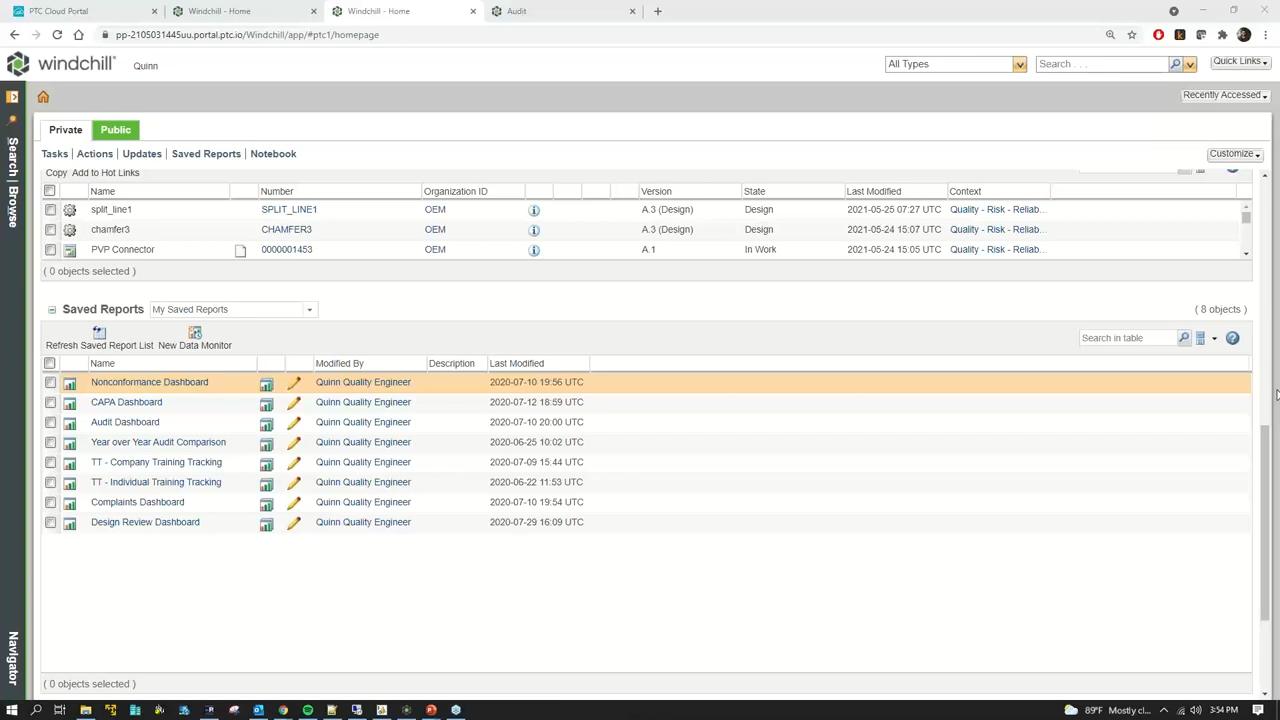 PTC Cloud Portal
Windchill - Home
Windchill - Home
Audit
pp-2105031445uu.portal.ptc.io/Windchill/app/#ptc1/homepage
windchill Quinn
All Types
Search . . .
Quick Links
Recently Accessed
Private
Public
Tasks | Actions | Updates | Saved Reports | Notebook
Customize
Copy Add to Hot Links
Name Number Organization ID Version State Last Modified Context
split_line1 SPLIT_LINE1 OEM A.3 (Design) Design 2021-05-25 07:27 UTC Quality - Risk - Reliab...
chamfer3 CHAMFER3 OEM A.3 (Design) Design 2021-05-24 15:07 UTC Quality - Risk - Reliab...
PVP Connector 0000001453 OEM A.1 In Work 2021-05-24 15:05 UTC Quality - Risk - Reliab...
( 0 objects selected )
Saved Reports My Saved Reports ( 8 objects )
Refresh Saved Report List New Data Monitor
Search in table
Name Modified By Description Last Modified
Nonconformance Dashboard Quinn Quality Engineer 2020-07-10 19:56 UTC
CAPA Dashboard Quinn Quality Engineer 2020-07-12 18:59 UTC
Audit Dashboard Quinn Quality Engineer 2020-07-10 20:00 UTC
Year over Year Audit Comparison Quinn Quality Engineer 2020-06-25 10:02 UTC
TT - Company Training Tracking Quinn Quality Engineer 2020-07-09 15:44 UTC
TT - Individual Training Tracking Quinn Quality Engineer 2020-06-22 11:53 UTC
Complaints Dashboard Quinn Quality Engineer 2020-07-10 19:54 UTC
Design Review Dashboard Quinn Quality Engineer 2020-07-29 16:09 UTC
( 0 objects selected )
Search | Browse
Navigator
89°F Mostly cl... 3:54 PM